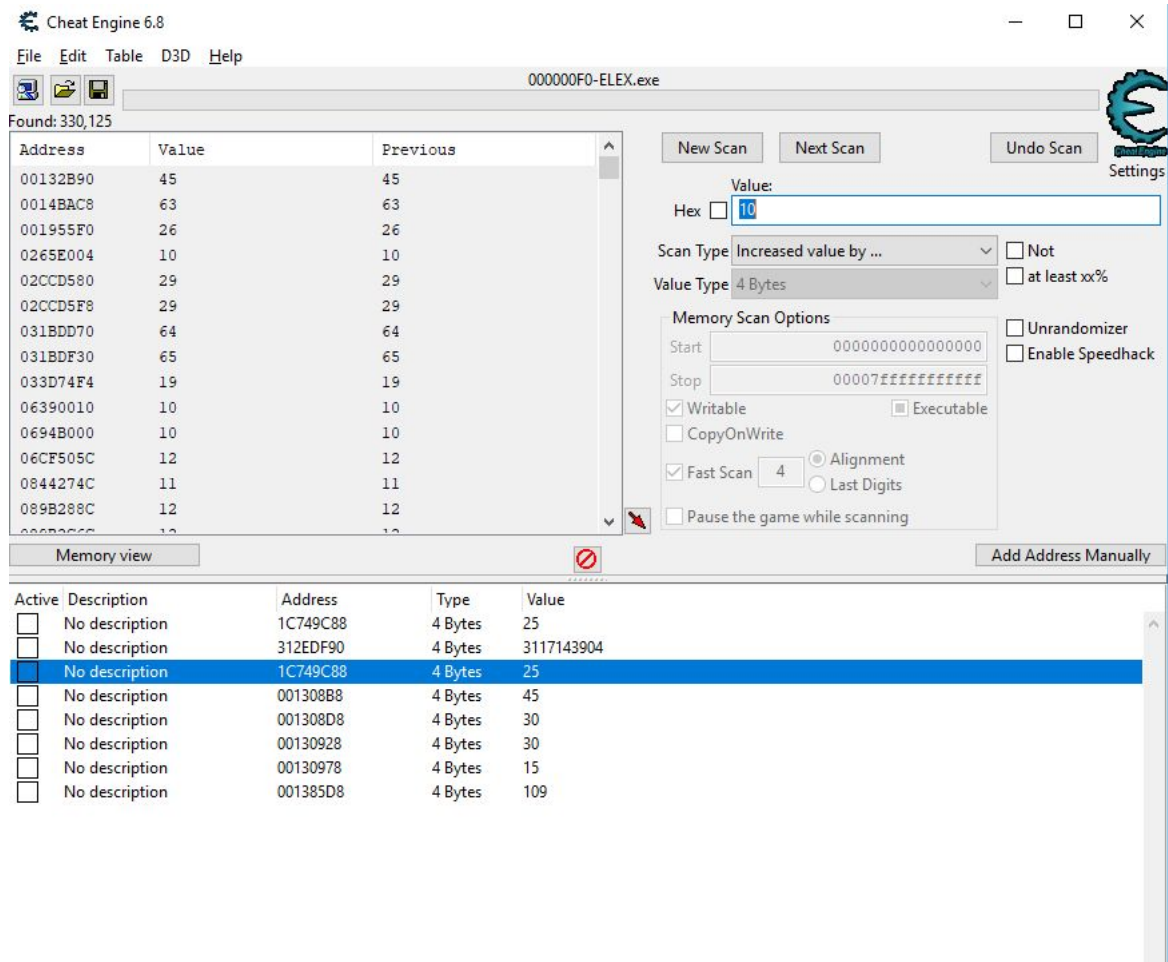 Cheat Engine 6.8
File Edit Table D3D Help
000000F0-ELEX.exe
Found: 330,125
Address Value Previous
00132B90 45 45
0014BAC8 63 63
001955F0 26 26
0265E004 10 10
02CCD580 29 29
02CCD5F8 29 29
031BDD70 64 64
031BDF30 65 65
033D74F4 19 19
06390010 10 10
0694B000 10 10
06CF505C 12 12
0844274C 11 11
089B288C 12 12
New Scan Next Scan Undo Scan
Cheat Engine
Settings
Value:
Hex 10
Scan Type Increased value by ... Not
Value Type 4 Bytes at least xx%
Memory Scan Options
Start 0000000000000000
Stop 00007fffffffffff
Unrandomizer
Enable Speedhack
Writable Executable
CopyOnWrite
Fast Scan 4 Alignment
Last Digits
Pause the game while scanning
Memory view Add Address Manually
Active Description Address Type Value
No description 1C749C88 4 Bytes 25
No description 312EDF90 4 Bytes 3117143904
No description 1C749C88 4 Bytes 25
No description 001308B8 4 Bytes 45
No description 001308D8 4 Bytes 30
No description 00130928 4 Bytes 30
No description 00130978 4 Bytes 15
No description 001385D8 4 Bytes 109